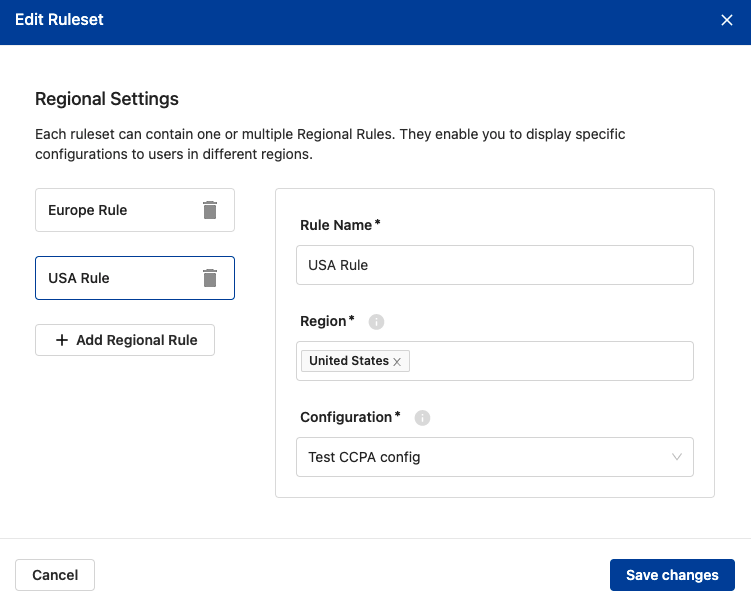 Edit Ruleset
Regional Settings
Each ruleset can contain one or multiple Regional Rules. They enable you to display specific
configurations to users in different regions.
Europe Rule
USA Rule
+ Add Regional Rule
Rule Name*
USA Rule
Region*
United States
Configuration*
Test CCPA config
Cancel
Save changes